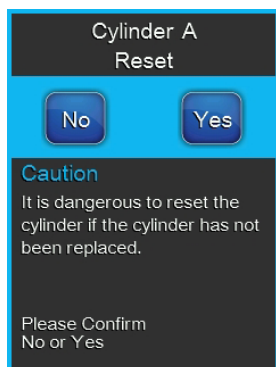 Cylinder A
Reset
No
Yes
Caution
It is dangerous to reset the
cylinder if the cylinder has not
been replaced.
Please Confirm
No or Yes